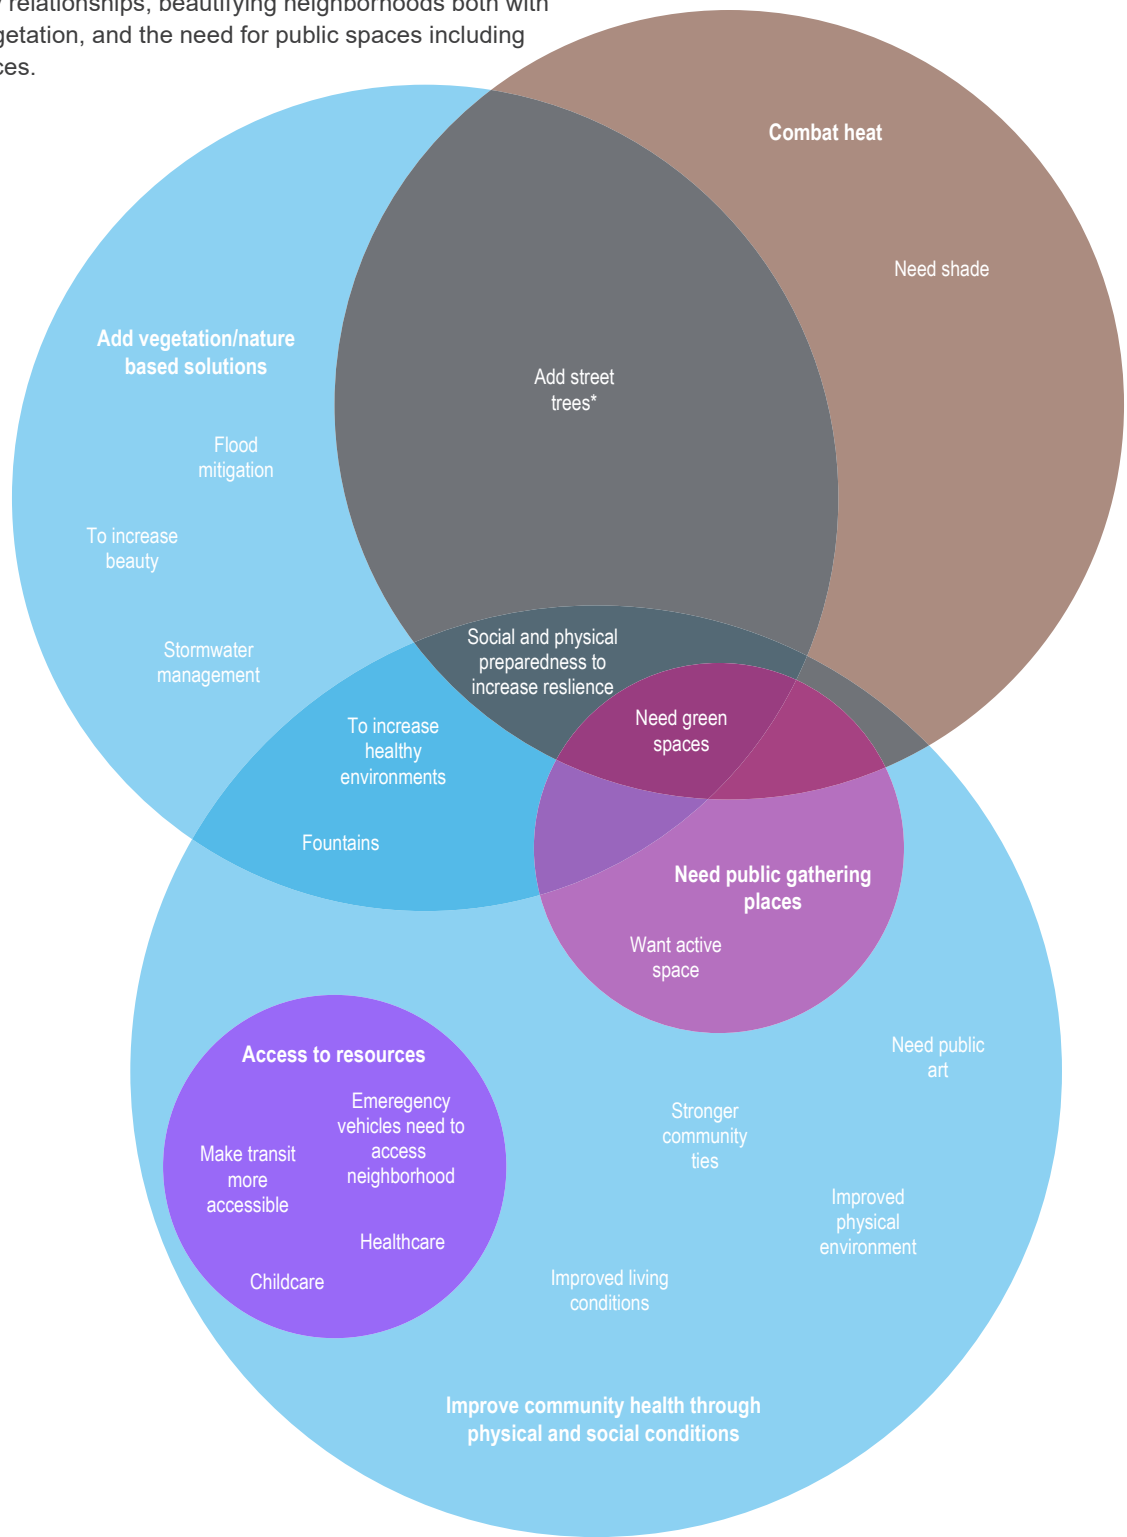 relationships, beautifying neighborhoods both with
getation, and the need for public spaces including
ces.
Combat heat
Need shade
Add vegetation/nature
based solutions
Add street
trees*
Flood
mitigation
To increase
beauty
Stormwater
management
Social and physical
preparedness to
increase reslience
Need green
spaces
To increase
healthy
environments
Fountains
Need public gathering
places
Want active
space
Access to resources
Emeregency
vehicles need to
access
neighborhood
Make transit
more
accessible
Healthcare
Childcare
Need public
art
Stronger
community
ties
Improved
physical
environment
Improved living
conditions
Improve community health through
physical and social conditions